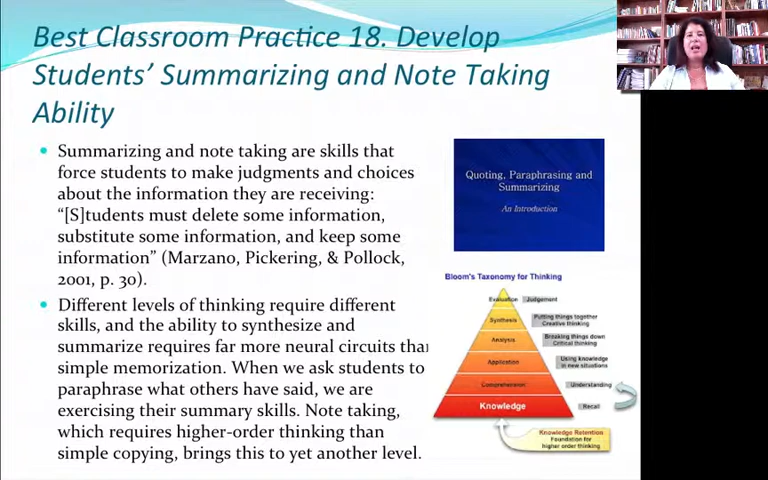 Best Classroom Practice 18. Develop
Students’ Summarizing and Note Taking
Ability
Summarizing and note taking are skills that
force students to make judgments and choices
about the information they are receiving:
“[S]tudents must delete some information,
substitute some information, and keep some
information” (Marzano, Pickering, & Pollock,
2001, p. 30).
Different levels of thinking require different
skills, and the ability to synthesize and
summarize requires far more neural circuits than
simple memorization. When we ask students to
paraphrase what others have said, we are
exercising their summary skills. Note taking,
which requires higher-order thinking than
simple copying, brings this to yet another level.
Quoting, Paraphrasing and
Summarizing
An Introduction
Bloom's Taxonomy for Thinking
Evaluation Judgement
Synthesis Putting things together
Creative thinking
Analysis Breaking things down
Critical thinking
Application Using knowledge
in new situations
Comprehension Understanding
Knowledge Recall
Knowledge Retention
Foundation for
higher order thinking